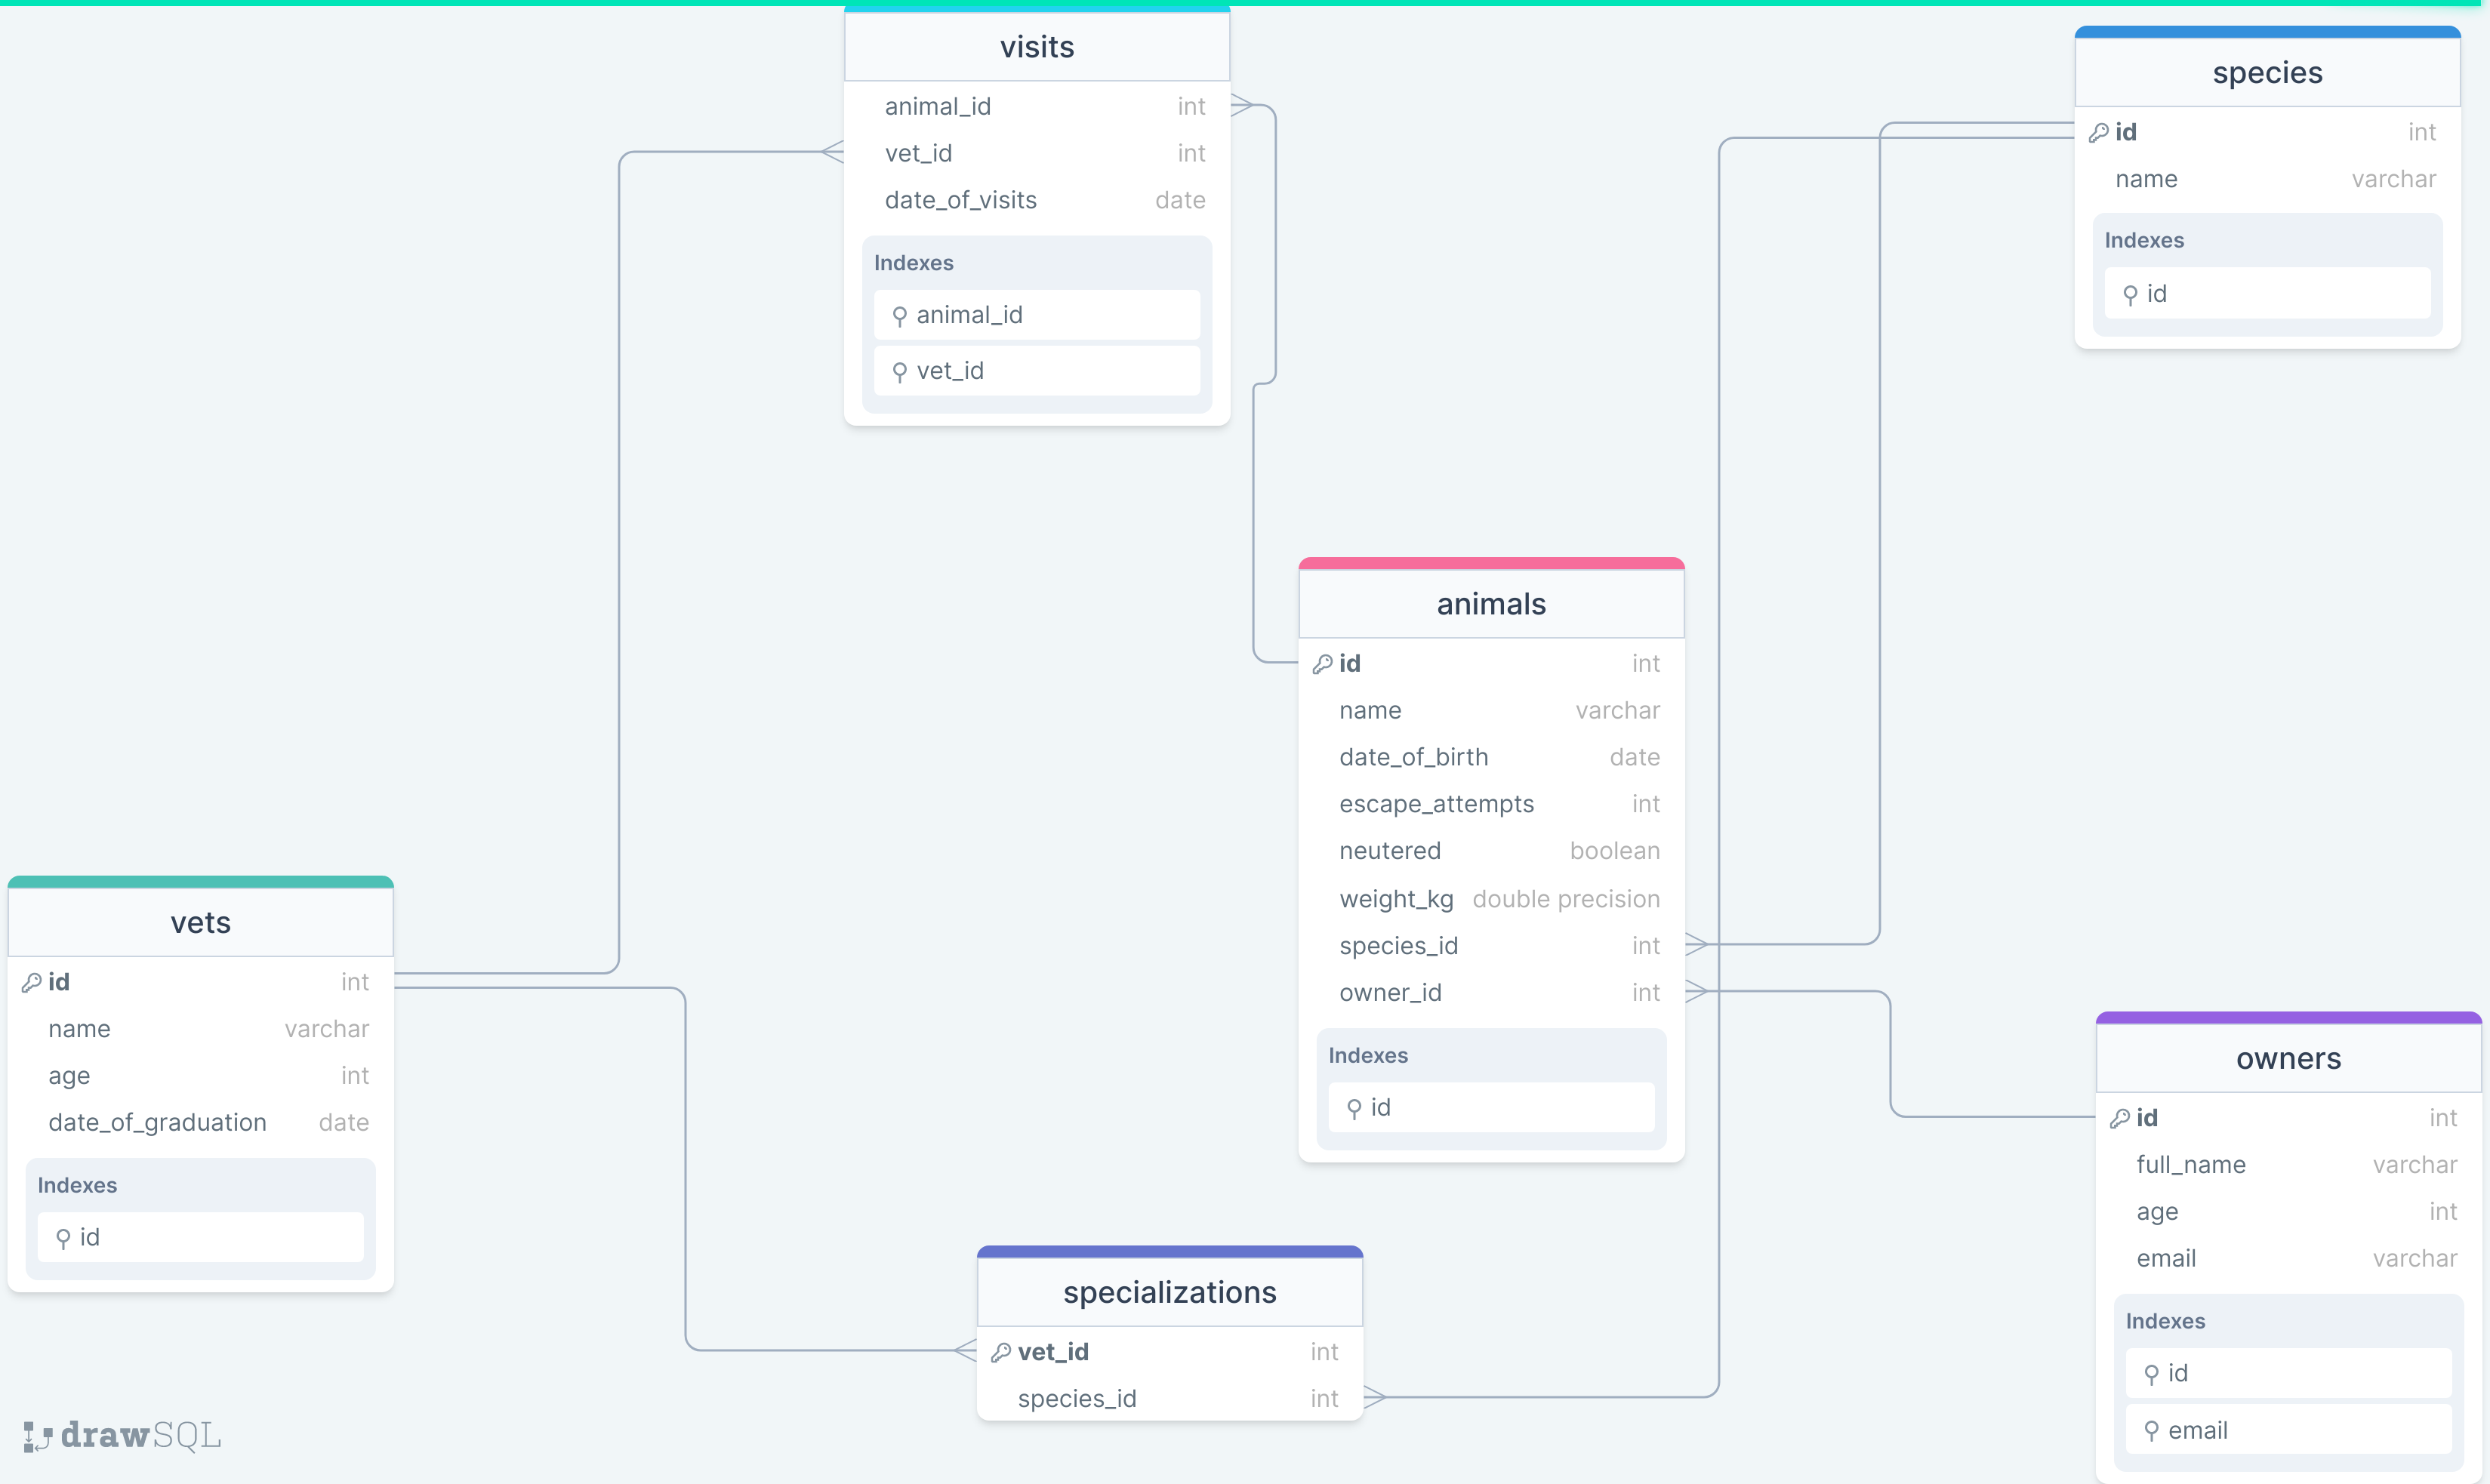 visits
animal_id int
vet_id int
date_of_visits date
Indexes
animal_id
vet_id
species
id int
name varchar
Indexes
id
animals
id int
name varchar
date_of_birth date
escape_attempts int
neutered boolean
weight_kg double precision
species_id int
owner_id int
Indexes
id
vets
id int
name varchar
age int
date_of_graduation date
Indexes
id
owners
id int
full_name varchar
age int
email varchar
Indexes
id
email
specializations
vet_id int
species_id int
drawSQL